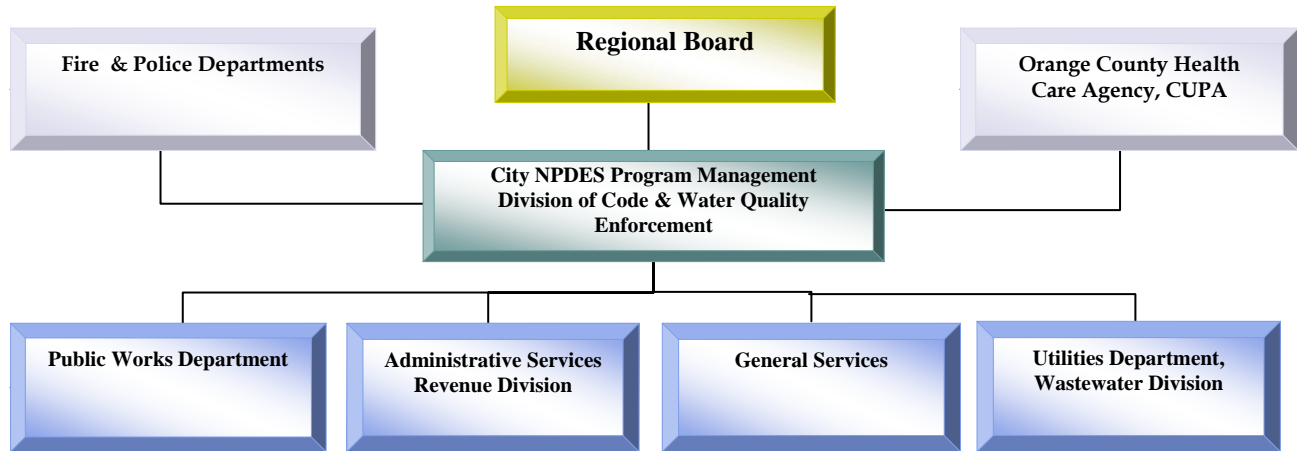 Regional Board
Fire & Police Departments
Orange County Health
Care Agency, CUPA
City NPDES Program Management
Division of Code & Water Quality
Enforcement
Public Works Department
Administrative Services
Revenue Division
General Services
Utilities Department,
Wastewater Division